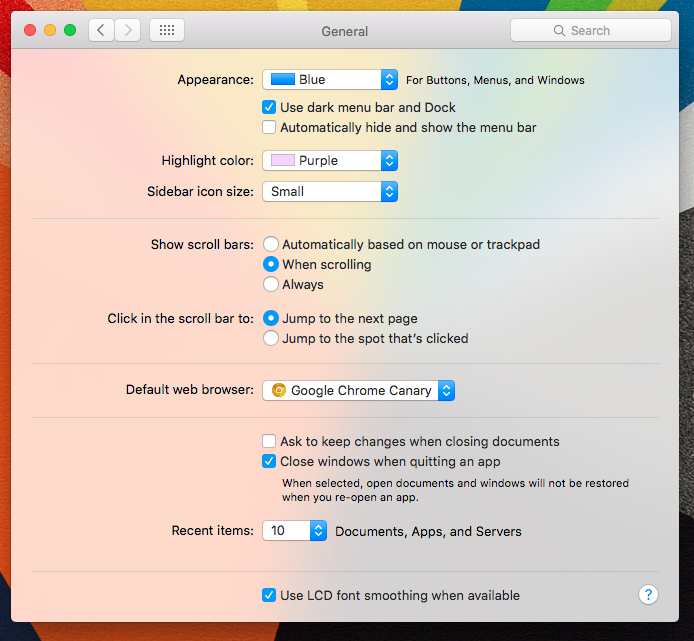 General
Search
Appearance: Blue For Buttons, Menus, and Windows
Use dark menu bar and Dock
Automatically hide and show the menu bar
Highlight color: Purple
Sidebar icon size: Small
Show scroll bars: Automatically based on mouse or trackpad
When scrolling
Always
Click in the scroll bar to: Jump to the next page
Jump to the spot that's clicked
Default web browser: Google Chrome Canary
Ask to keep changes when closing documents
Close windows when quitting an app
When selected, open documents and windows will not be restored
when you re-open an app.
Recent items: 10 Documents, Apps, and Servers
Use LCD font smoothing when available
?